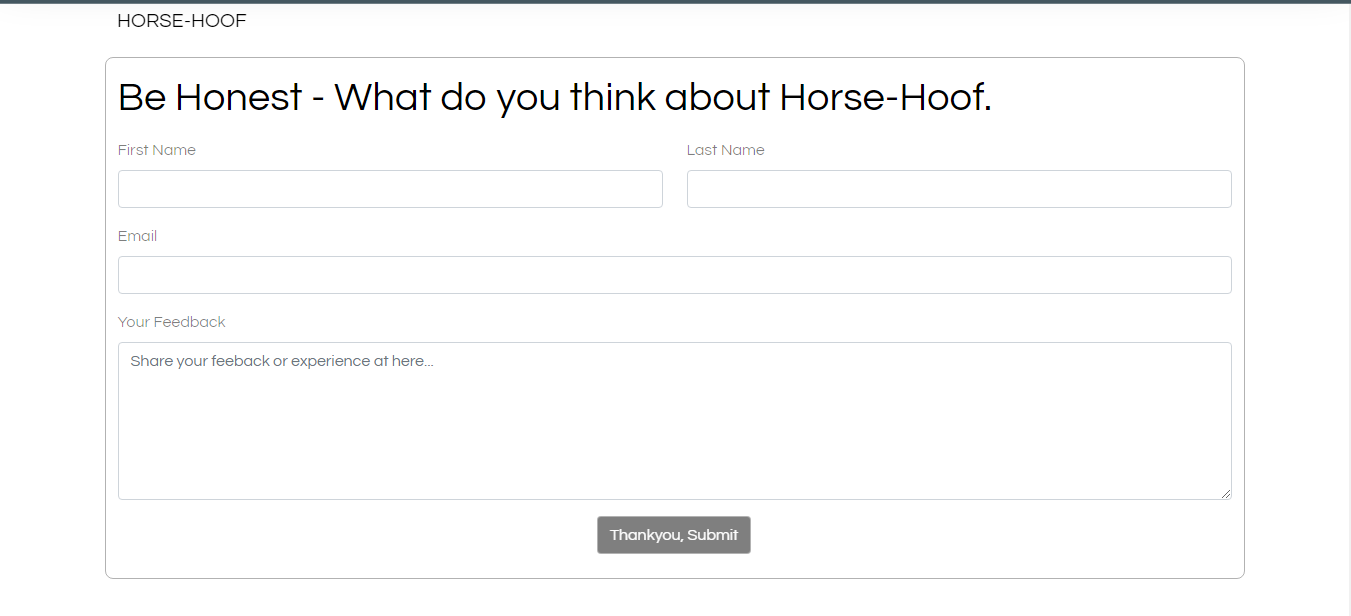 HORSE-HOOF
Be Honest - What do you think about Horse-Hoof.
First Name
Last Name
Email
Your Feedback
Share your feeback or experience at here...
Thankyou, Submit